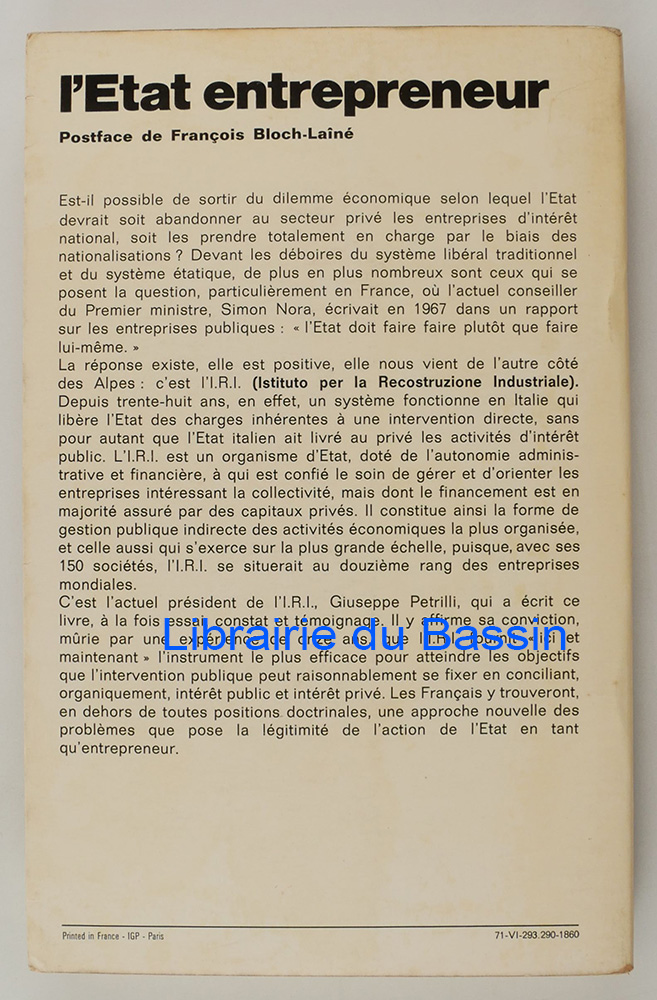 l'Etat entrepreneur
Postface de François Bloch-Laîné
Est-il possible de sortir du dilemme économique selon lequel l'Etat
devrait soit abandonner au secteur privé les entreprises d'intérêt
national, soit les prendre totalement en charge par le biais des
nationalisations ? Devant les déboires du système libéral traditionnel
et du système étatique, de plus en plus nombreux sont ceux qui se
posent la question, particulièrement en France, où l'actuel conseiller
du Premier ministre, Simon Nora, écrivait en 1967 dans un rapport
sur les entreprises publiques : « l'Etat doit faire faire plutôt que faire
lui-même. »
La réponse existe, elle est positive, elle nous vient de l'autre côté
des Alpes : c'est l'I.R.I. (Istituto per la Recostruzione Industriale).
Depuis trente-huit ans, en effet, un système fonctionne en Italie qui
libère l'Etat des charges inhérentes à une intervention directe, sans
pour autant que l'Etat italien ait livré au privé les activités d'intérêt
public. L'I.R.I. est un organisme d'Etat, doté de l'autonomie adminis-
trative et financière, à qui est confié le soin de gérer et d'orienter les
entreprises intéressant la collectivité, mais dont le financement est en
majorité assuré par des capitaux privés. Il constitue ainsi la forme de
gestion publique indirecte des activités économiques la plus organisée,
et celle aussi qui s'exerce sur la plus grande échelle, puisque, avec ses
150 sociétés, l'I.R.I. se situerait au douzième rang des entreprises
mondiales.
C'est l'actuel président de l'I.R.I., Giuseppe Petrilli, qui a écrit ce
livre, à la fois essai, constat et témoignage. Il y affirme sa conviction,
mûrie par une expérience de onze ans, que l'I.R.I. fournit « ici et
Librairie du Bassin
maintenant » l'instrument le plus efficace pour atteindre les objectifs
que l'intervention publique peut raisonnablement se fixer en conciliant,
organiquement, intérêt public et intérêt privé. Les Français y trouveront,
en dehors de toutes positions doctrinales, une approche nouvelle des
problèmes que pose la légitimité de l'action de l'Etat en tant
qu'entrepreneur.
Printed in France - IGP - Paris
71-VI-293.290-1860